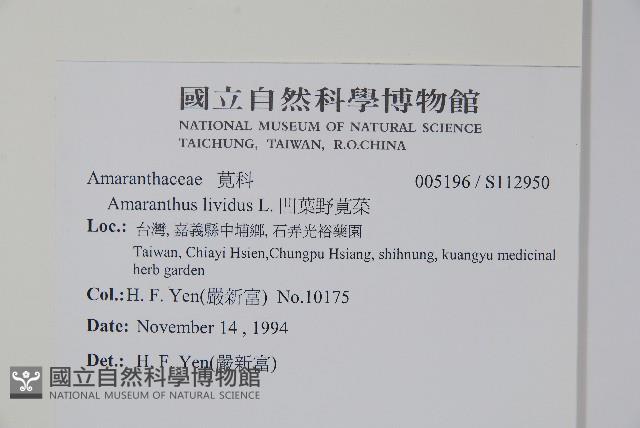 國立自然科學博物館
NATIONAL MUSEUM OF NATURAL SCIENCE
TAICHUNG, TAIWAN, R.O.CHINA
Amaranthaceae 莧科 005196 / S112950
Amaranthus lividus L. 凹葉野莧菜
Loc.: 台灣, 嘉義縣中埔鄉, 石弄光裕藥園
Taiwan, Chiayi Hsien,Chungpu Hsiang, shihnung, kuangyu medicinal
herb garden
Col.:H. F. Yen(嚴新富) No.10175
Date: November 14 , 1994
Det.: H. F. Yen(嚴新富)
國立自然科學博物館
NATIONAL MUSEUM OF NATURAL SCIENCE